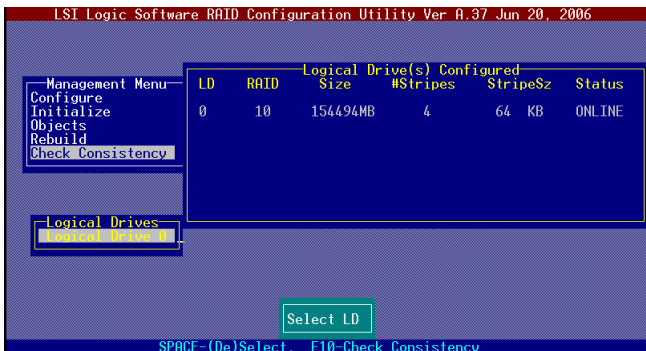 LSI Logic Software RAID Configuration Utility Ver A.37 Jun 20, 2006
Management Menu
Configure
Initialize
Objects
Rebuild
Check Consistency
Logical Drive(s) Configured
LD RAID Size #Stripes StripeSz Status
0 10 154494MB 4 64 KB ONLINE
Logical Drives
Logical Drive 0
Select LD
SPACE-(De)Select, F10-Check Consistency